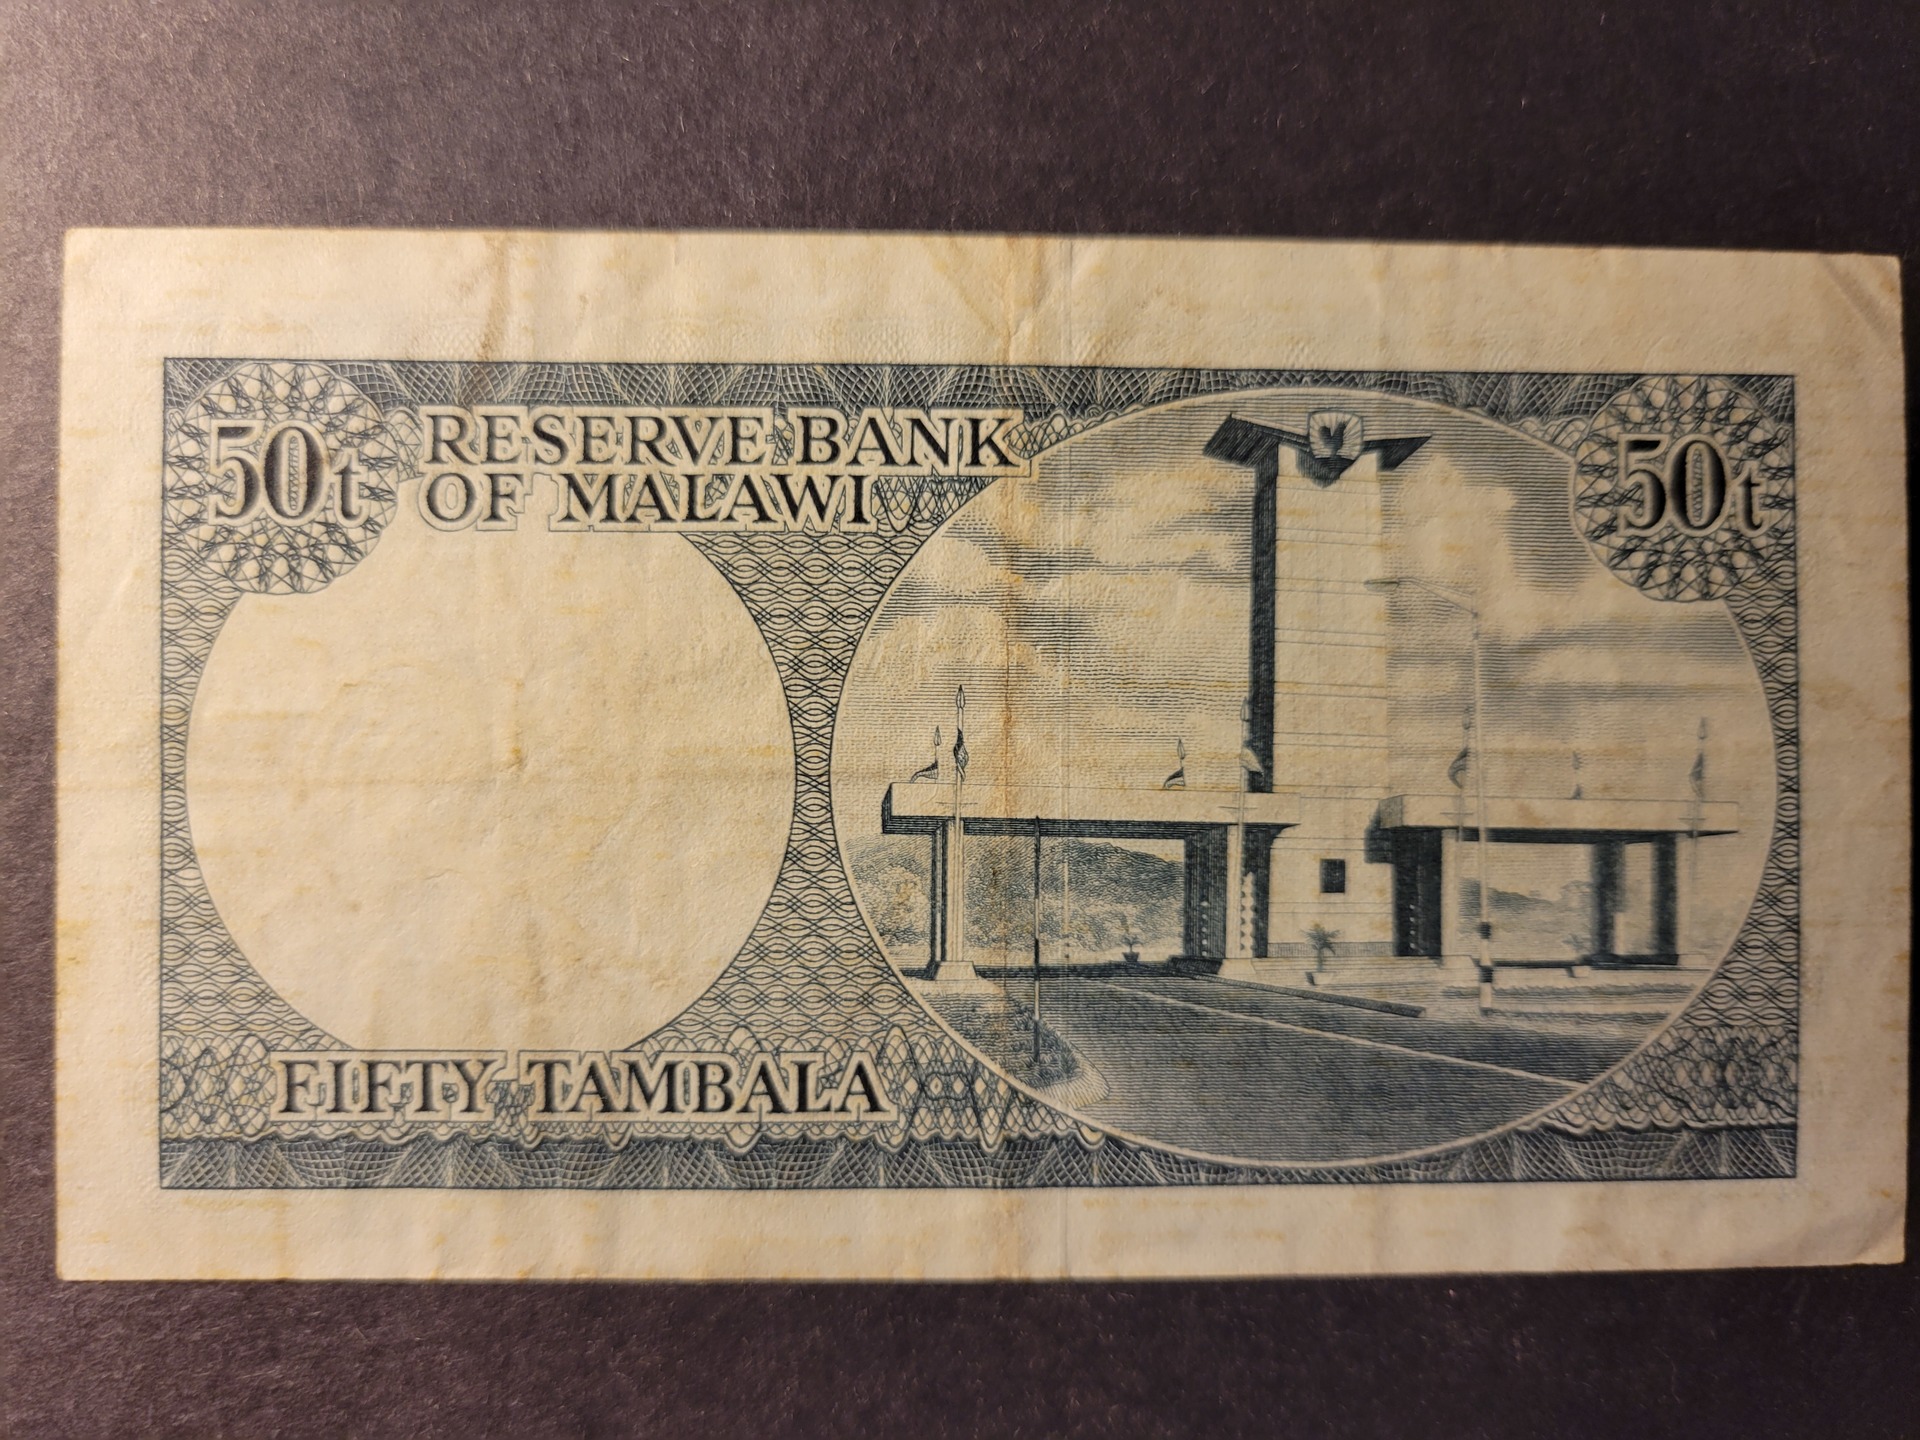 50t
RESERVE BANK
OF MALAWI
50t
FIFTY TAMBALA